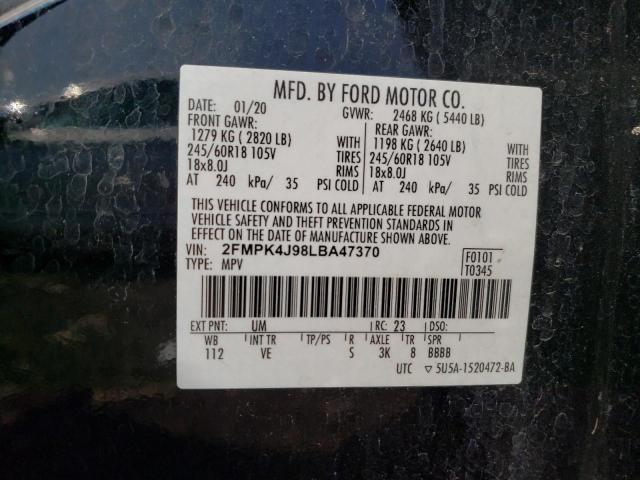 MFD. BY FORD MOTOR CO.
DATE: 01/20 GVWR: 2468 KG ( 5440 LB)
FRONT GAWR: REAR GAWR:
1279 KG ( 2820 LB) WITH 1198 KG ( 2640 LB) WITH
245/60R18 105V TIRES 245/60R18 105V TIRES
18x8.0J RIMS 18x8.0J RIMS
AT 240 kPa/ 35 PSI COLD AT 240 kPa/ 35 PSI COLD
THIS VEHICLE CONFORMS TO ALL APPLICABLE FEDERAL MOTOR
VEHICLE SAFETY AND THEFT PREVENTION STANDARDS IN
EFFECT ON THE DATE OF MANUFACTURE SHOWN ABOVE.
VIN: 2FMPK4J98LBA47370 F0101
TYPE: MPV T0345
EXT PNT: UM RC: 23 DSO:
WB INT TR TP/PS R AXLE TR SPR
112 VE S 3K 8 BBBB
UTC ▽ 5U5A-1520472-BA